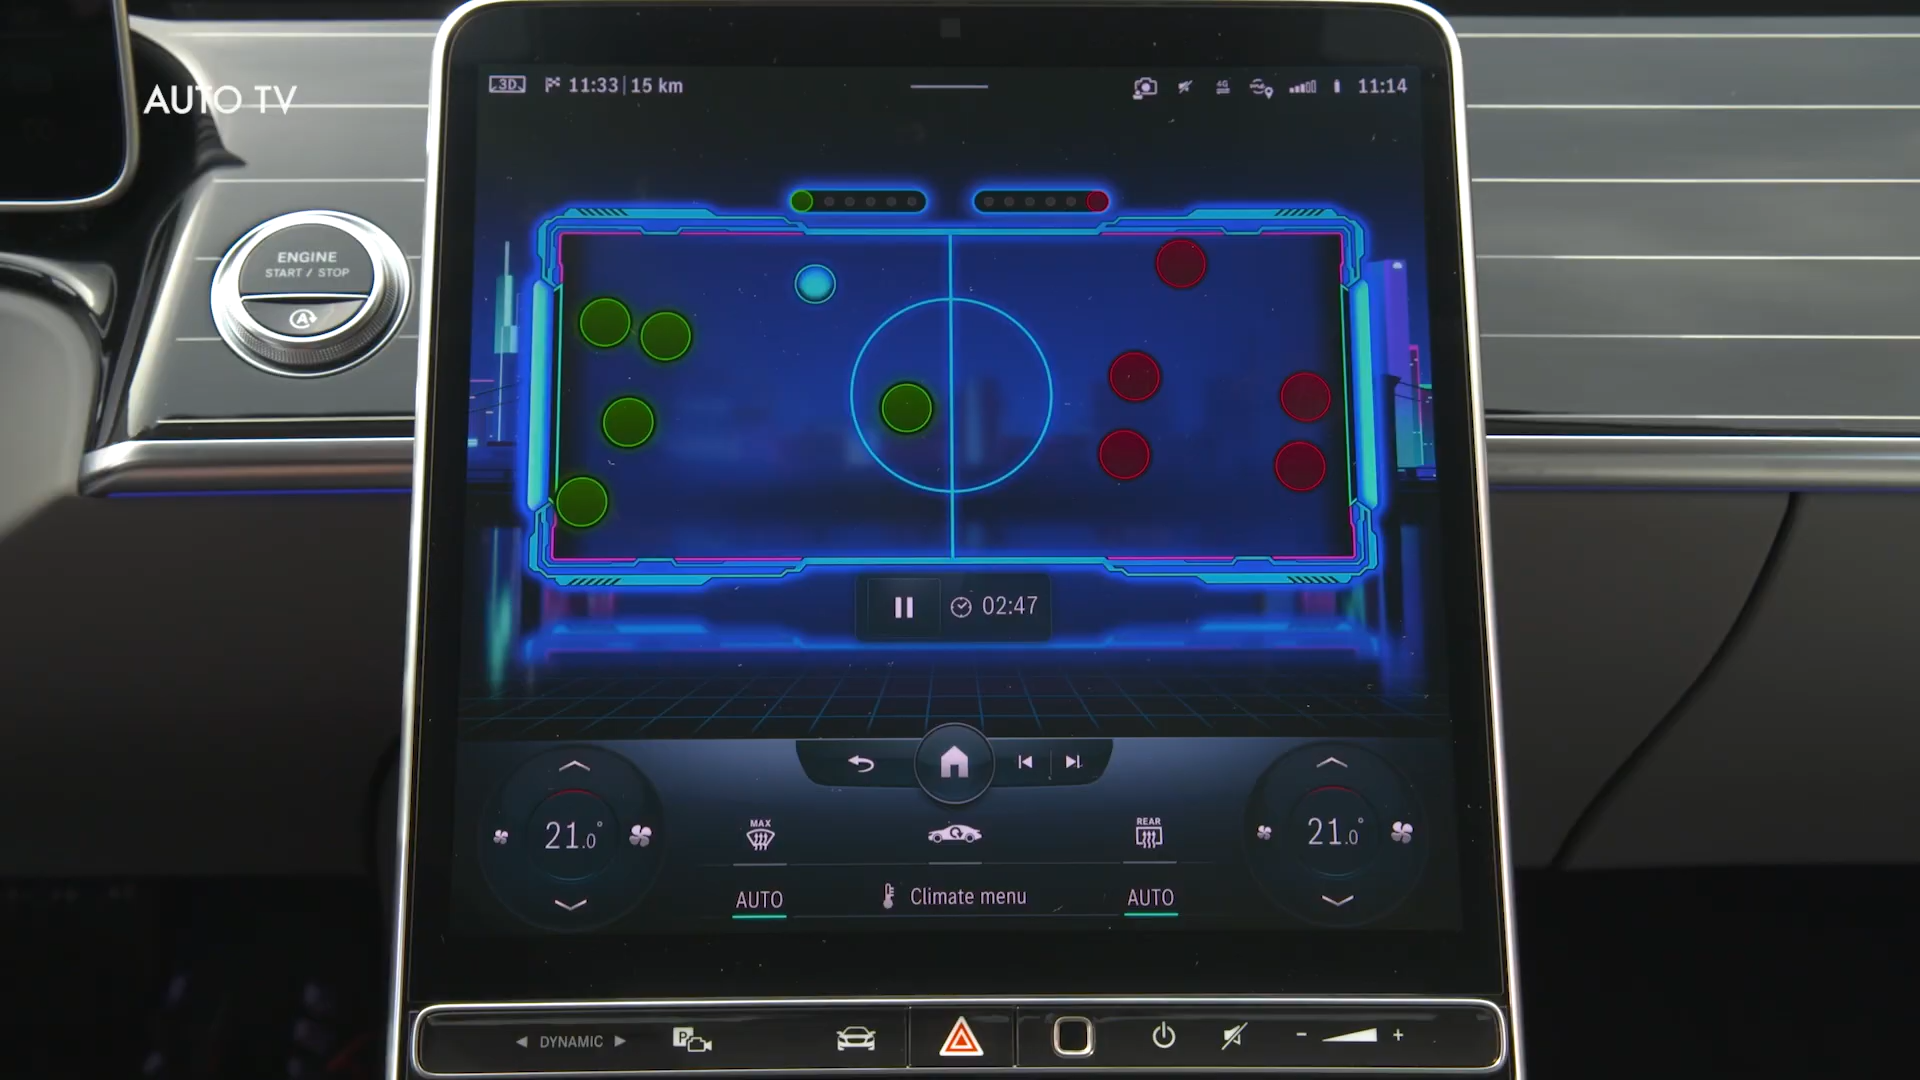 AUTO TV
3D 11:33 | 15 km 4G 11:14
ENGINE
START / STOP
A
02:47
MAX
REAR
21.0°
21.0°
AUTO
Climate menu
AUTO
DYNAMIC
P
- +